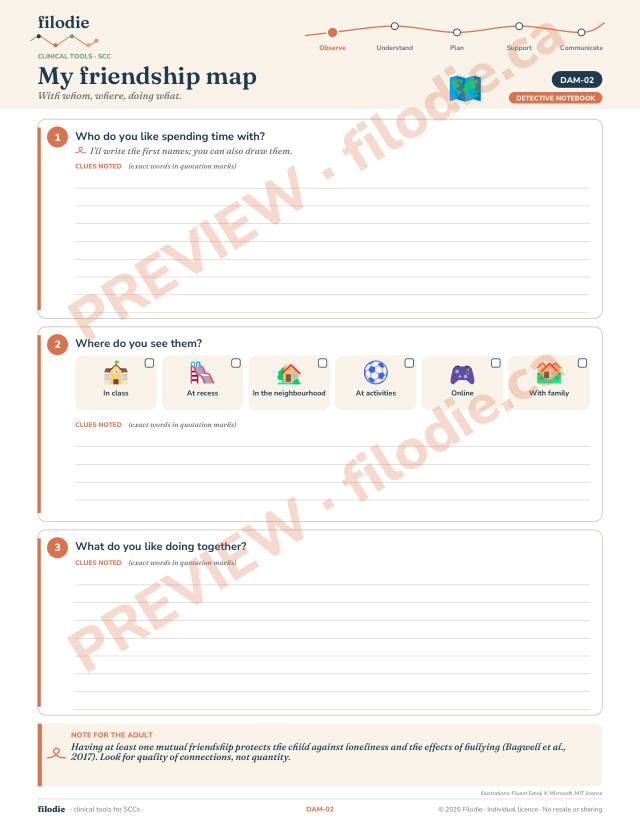 filodie
CLINICAL TOOLS · SCC
Observe Understand Plan Support Communicate
My friendship map
With whom, where, doing what.
DAM-02
DETECTIVE NOTEBOOK
1 Who do you like spending time with?
I'll write the first names; you can also draw them.
CLUES NOTED (exact words in quotation marks)
PREVIEW · filodie.ca
2 Where do you see them?
In class At recess In the neighbourhood At activities Online With family
CLUES NOTED (exact words in quotation marks)
PREVIEW · filodie.ca
3 What do you like doing together?
CLUES NOTED (exact words in quotation marks)
NOTE FOR THE ADULT
Having at least one mutual friendship protects the child against loneliness and the effects of bullying (Bagwell et al.,
2017). Look for quality of connections, not quantity.
Illustrations: Fluent Emoji © Microsoft, MIT licence
filodie · clinical tools for SCCs DAM-02 © 2026 Filodie · Individual licence · No resale or sharing